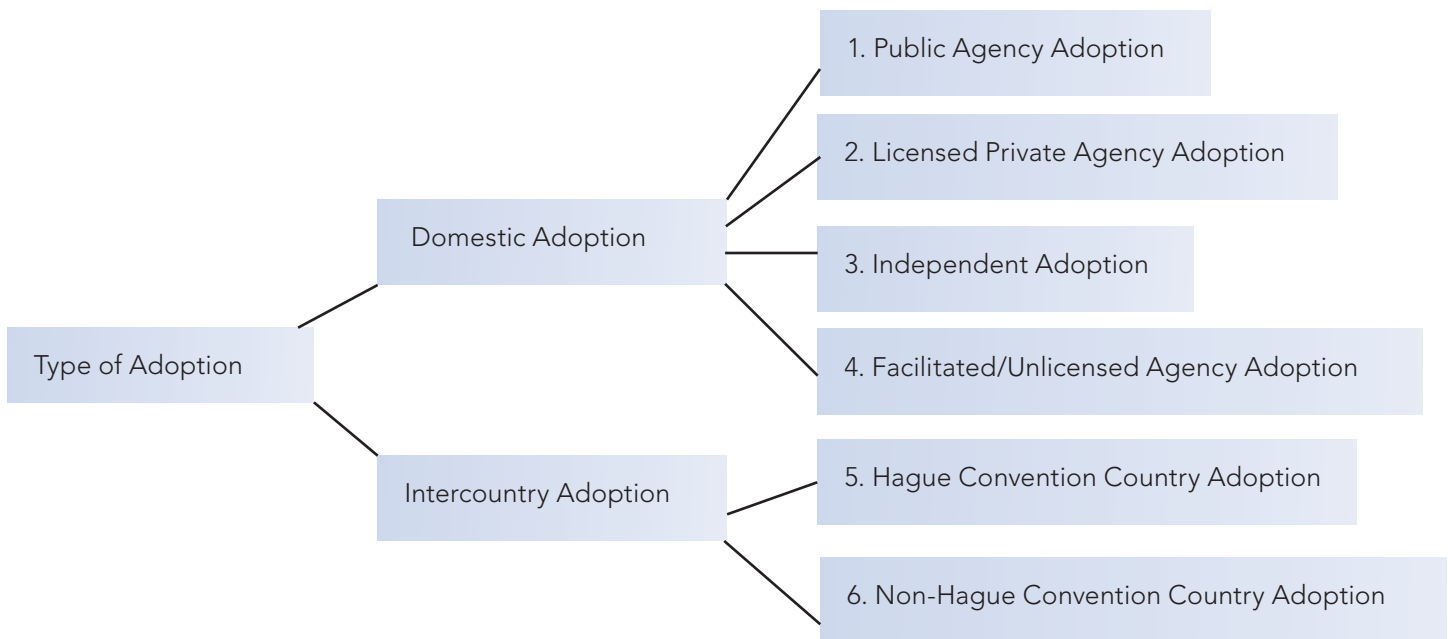 Type of Adoption
Domestic Adoption
1. Public Agency Adoption
2. Licensed Private Agency Adoption
3. Independent Adoption
4. Facilitated/Unlicensed Agency Adoption
Intercountry Adoption
5. Hague Convention Country Adoption
6. Non-Hague Convention Country Adoption